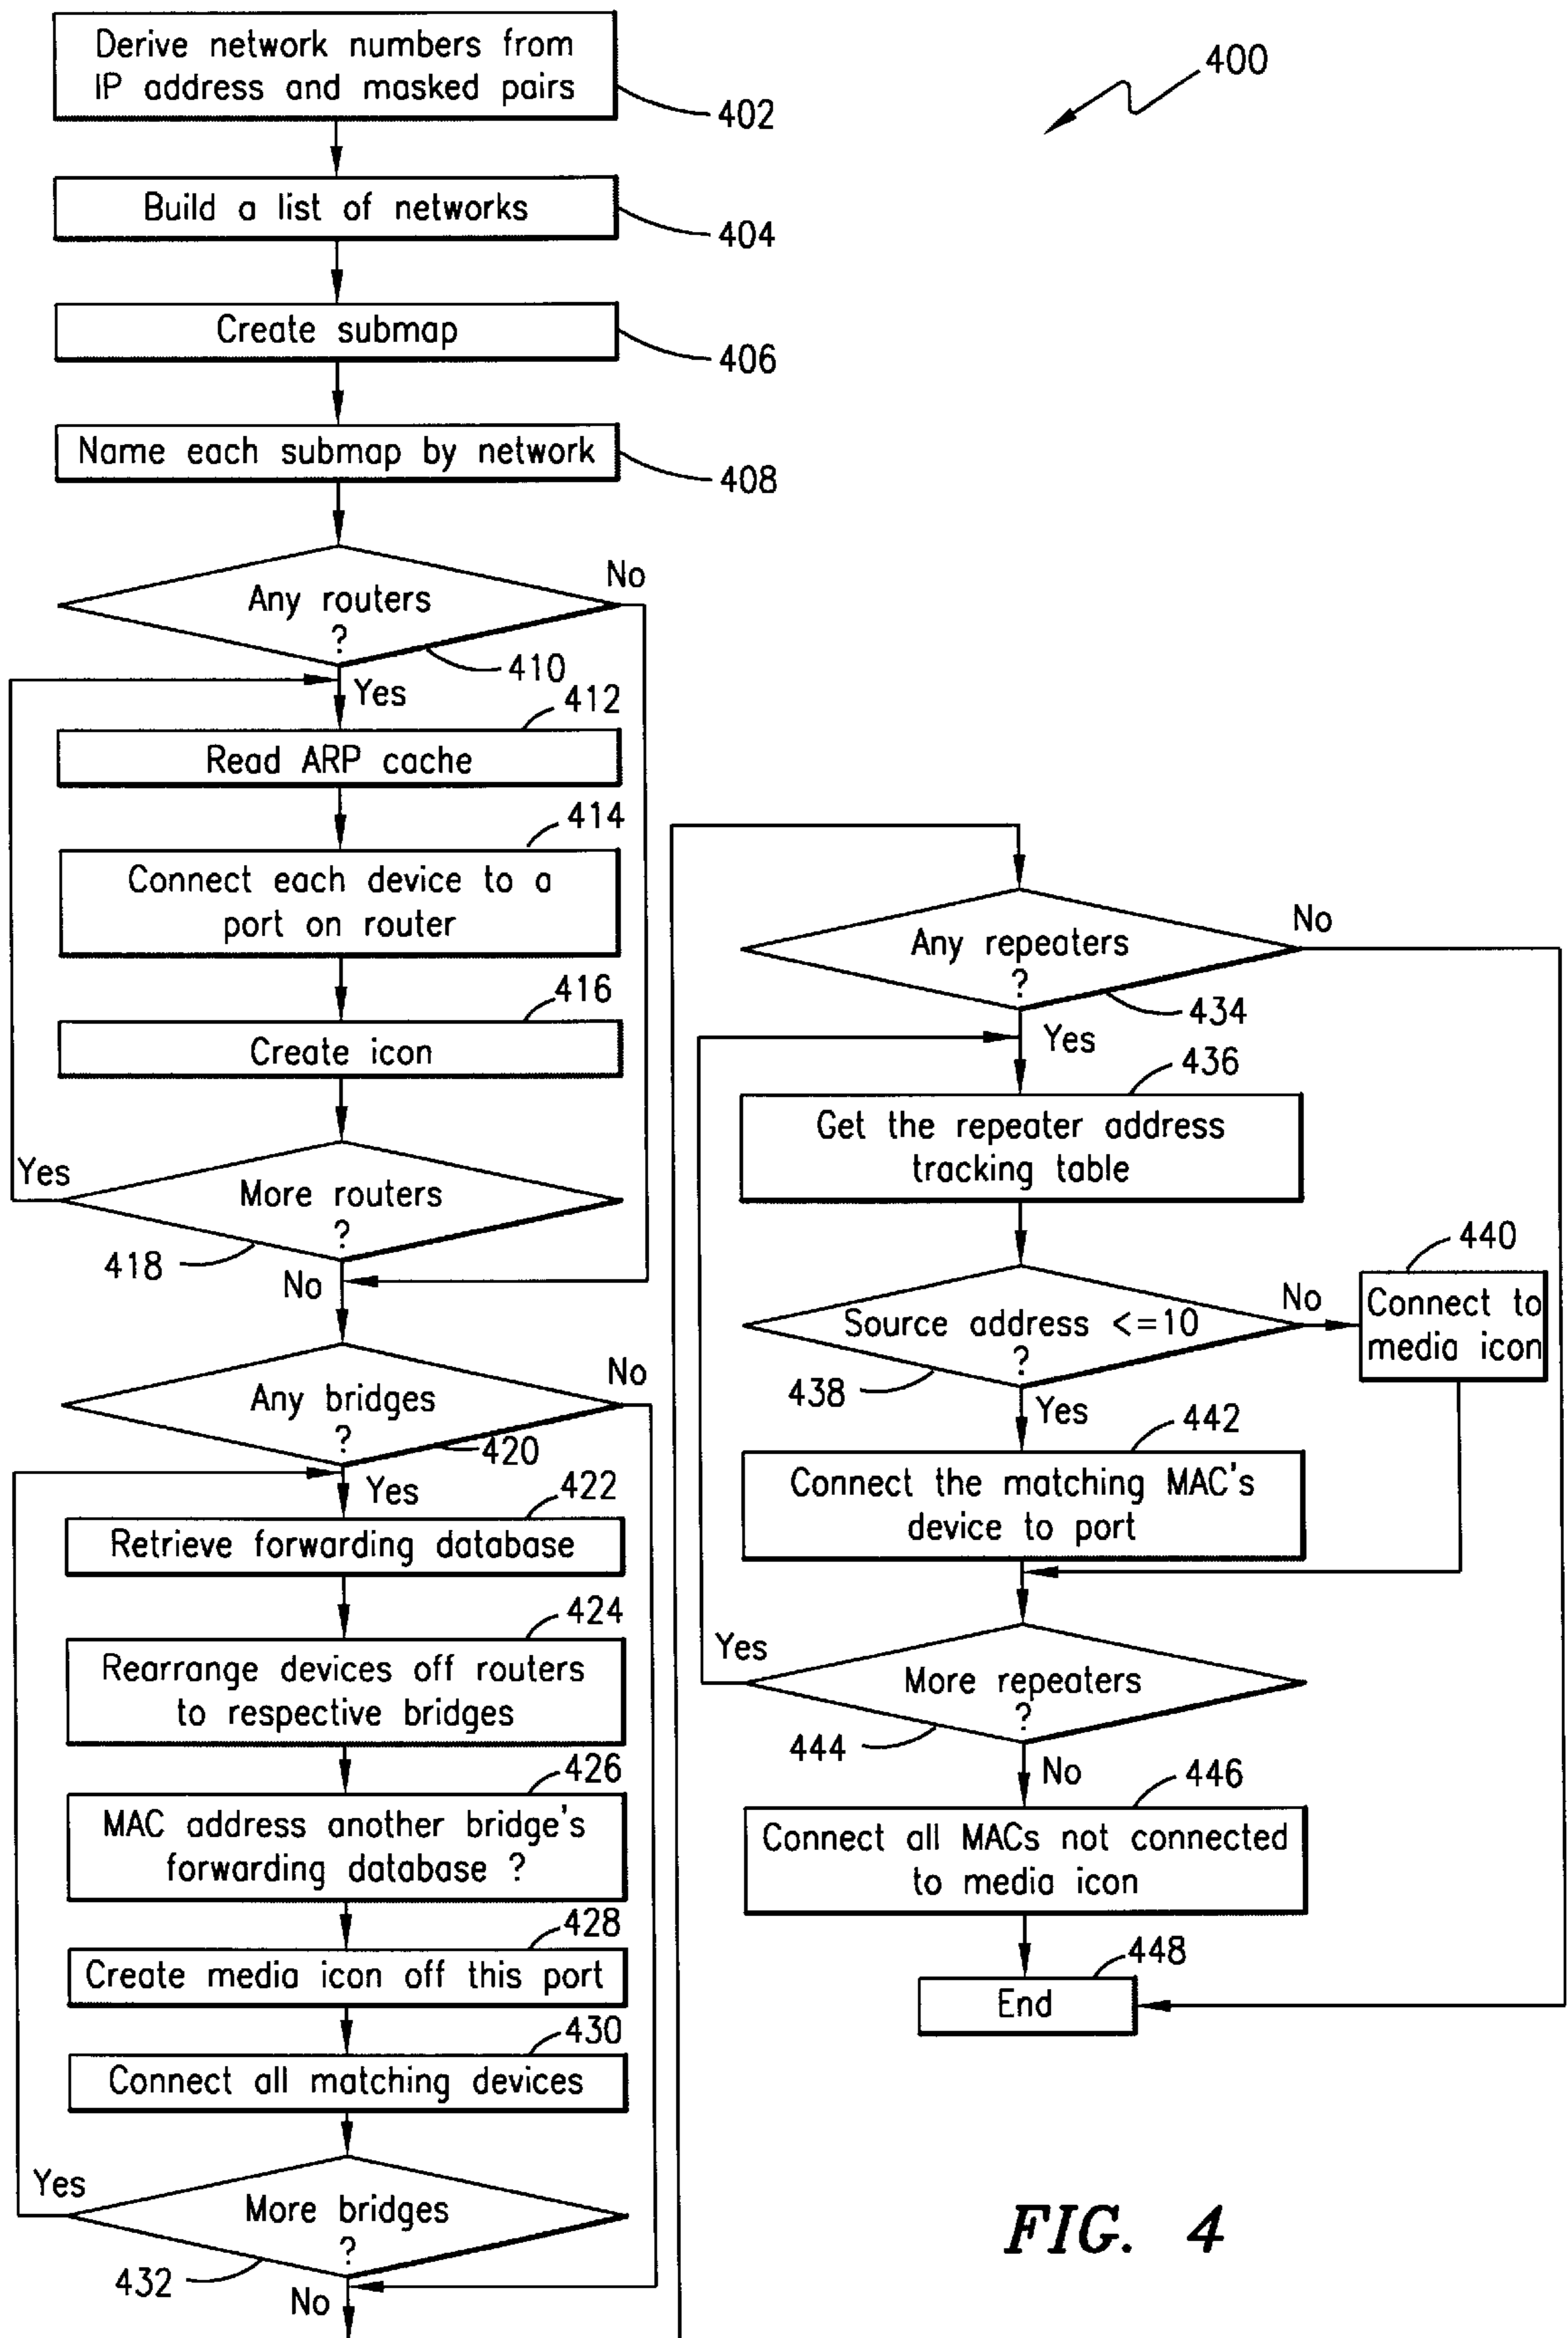 Derive network numbers from
IP address and masked pairs
402
400
Build a list of networks
404
Create submap
406
Name each submap by network
408
Any routers
?
No
410
Yes
412
Read ARP cache
414
Connect each device to a
port on router
416
Create icon
Yes
More routers
?
418
No
Any bridges
?
No
420
Yes
422
Retrieve forwarding database
424
Rearrange devices off routers
to respective bridges
426
MAC address another bridge's
forwarding database ?
428
Create media icon off this port
430
Connect all matching devices
Yes
More bridges
?
432
No
Any repeaters
?
No
434
Yes
436
Get the repeater address
tracking table
Source address <=10
?
No
438
Yes
440
Connect to
media icon
442
Connect the matching MAC's
device to port
Yes
More repeaters
?
444
No
446
Connect all MACs not connected
to media icon
448
End
FIG. 4